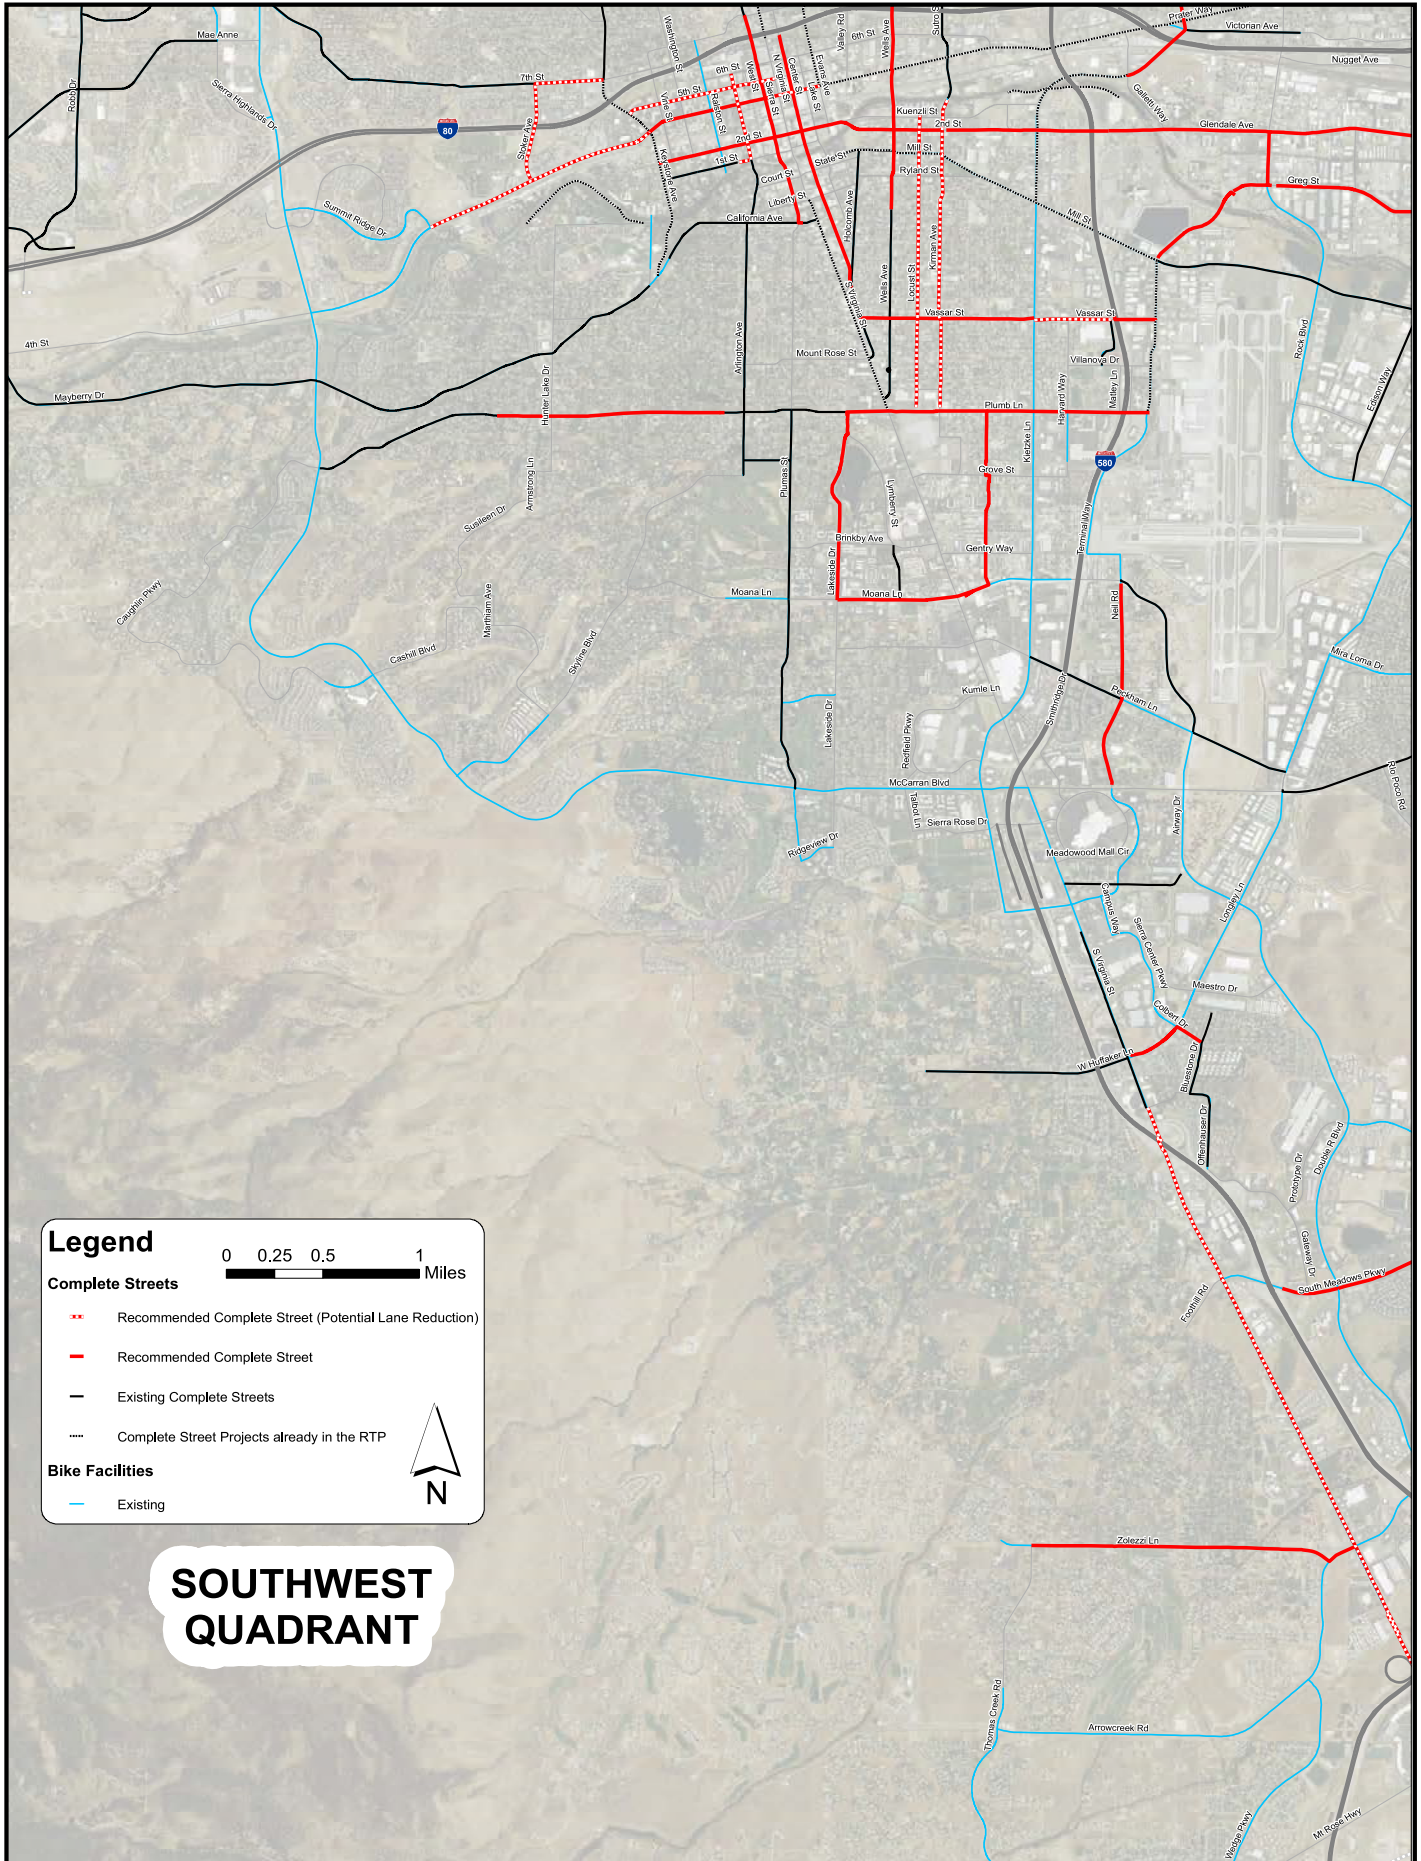 Mae Anne
Robb Dr
Sierra Highlands Dr
80
7th St
Stoker Ave
Summit Ridge Dr
4th St
Mayberry Dr
Washington St
6th St
5th St
Vine St
Ralston St
West St
Sierra St
N Virginia St
Center St
Evans Ave
Lake St
Valley Rd
6th St
Wells Ave
Sutro S
Prater Way
Victorian Ave
Nugget Ave
Galletti Way
Kuenzli St
2nd St
2nd St
1st St
Keystone Ave
Court St
State St
Liberty St
California Ave
Mill St
Ryland St
Holcomb Ave
Wells Ave
Locust St
Kirman Ave
Mill St
Glendale Ave
Greg St
S Virginia St
Vassar St
Vassar St
Mount Rose St
Villanova Dr
Matley Ln
Harvard Way
Rock Blvd
Edison Way
Arlington Ave
Hunter Lake Dr
Plumb Ln
Kietzke Ln
580
Armstrong Ln
Susileen Dr
Plumas St
Grove St
Lymberry St
Brinkby Ave
Gentry Way
Terminal Way
Lakeside Dr
Moana Ln
Moana Ln
Neil Rd
Caughlin Pkwy
Marthiam Ave
Cashill Blvd
Skyline Blvd
Mira Loma Dr
Peckham Ln
Smithridge Dr
Kumle Ln
Redfield Pkwy
Lakeside Dr
McCarran Blvd
Rio Poco Rd
Talbot Ln
Sierra Rose Dr
Ridgeview Dr
Airway Dr
Meadowood Mall Cir
Campus Way
Longley Ln
Sierra Center Pkwy
S Virginia St
Maestro Dr
Colbert Dr
W Huffaker Ln
Bluestone Dr
Offenhauser Dr
Double R Blvd
Prototype Dr
Gateway Dr
South Meadows Pkwy
Foothill Rd
Legend
0 0.25 0.5 1
Miles
Complete Streets
Recommended Complete Street (Potential Lane Reduction)
Recommended Complete Street
Existing Complete Streets
Complete Street Projects already in the RTP
Bike Facilities
Existing
N
SOUTHWEST
QUADRANT
Zolezzi Ln
Thomas Creek Rd
Arrowcreek Rd
Wedge Pkwy
Mt Rose Hwy